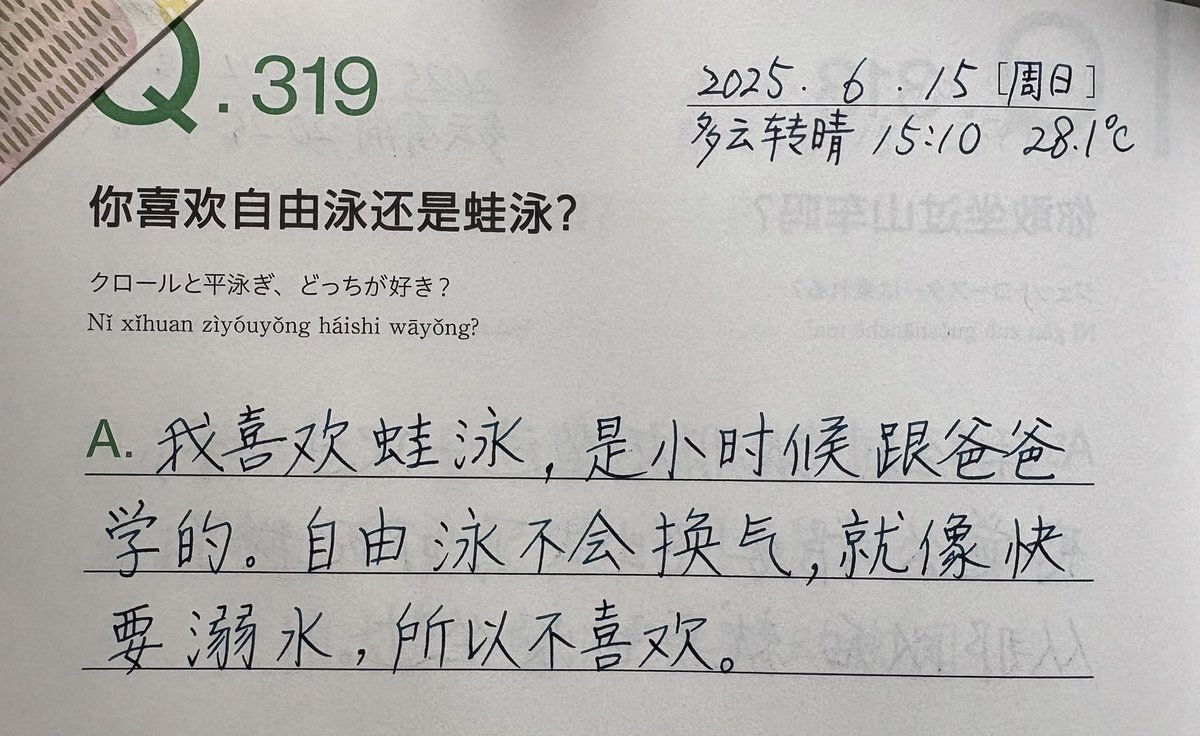 Q.319
2025.6.15[周日]
多云转晴 15:10 28.1℃
你喜欢自由泳还是蛙泳?
クロールと平泳ぎ、どっちが好き?
Nǐ xǐhuan zìyóuyǒng háishi wāyǒng?
A. 我喜欢蛙泳,是小时候跟爸爸
学的。自由泳不会换气,就像快
要溺水,所以不喜欢。